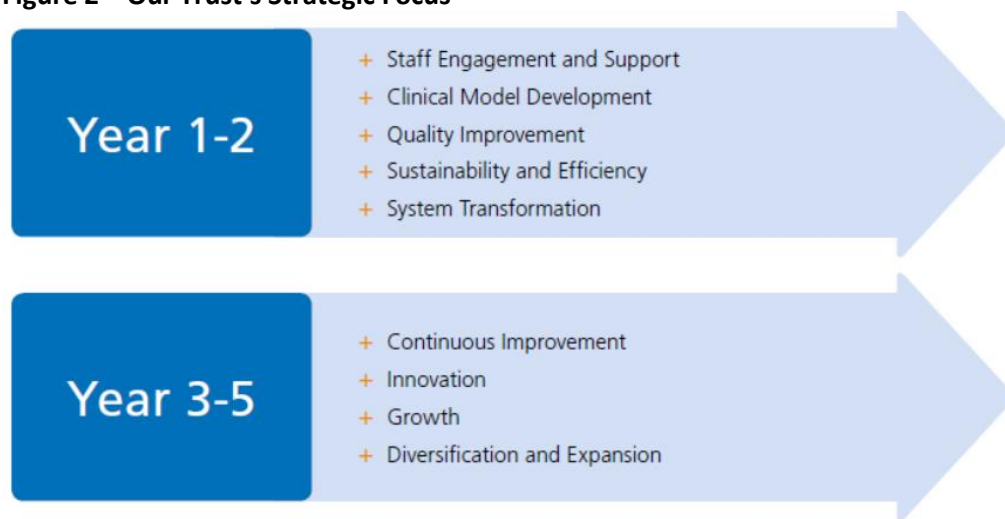 Figure 2 – Our Trust's Strategic Focus
Year 1-2
+ Staff Engagement and Support
+ Clinical Model Development
+ Quality Improvement
+ Sustainability and Efficiency
+ System Transformation
Year 3-5
+ Continuous Improvement
+ Innovation
+ Growth
+ Diversification and Expansion